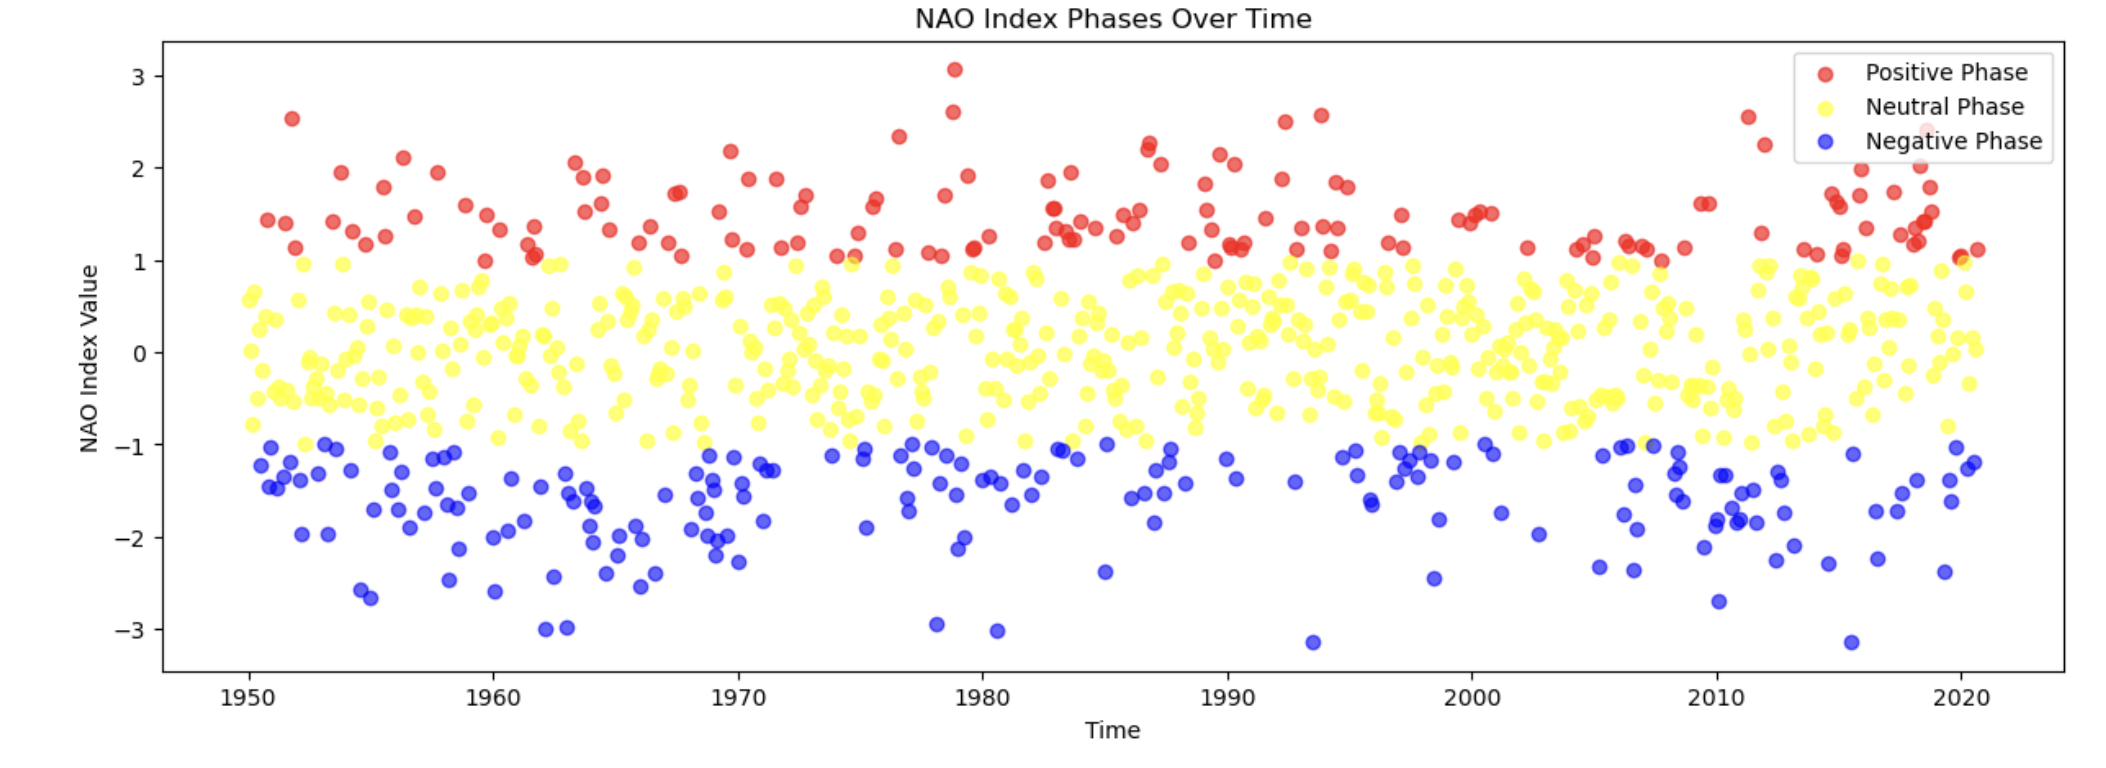 NAO Index Phases Over Time
Positive Phase
Neutral Phase
Negative Phase
NAO Index Value
3
2
1
0
−1
−2
−3
1950 1960 1970 1980 1990 2000 2010 2020
Time